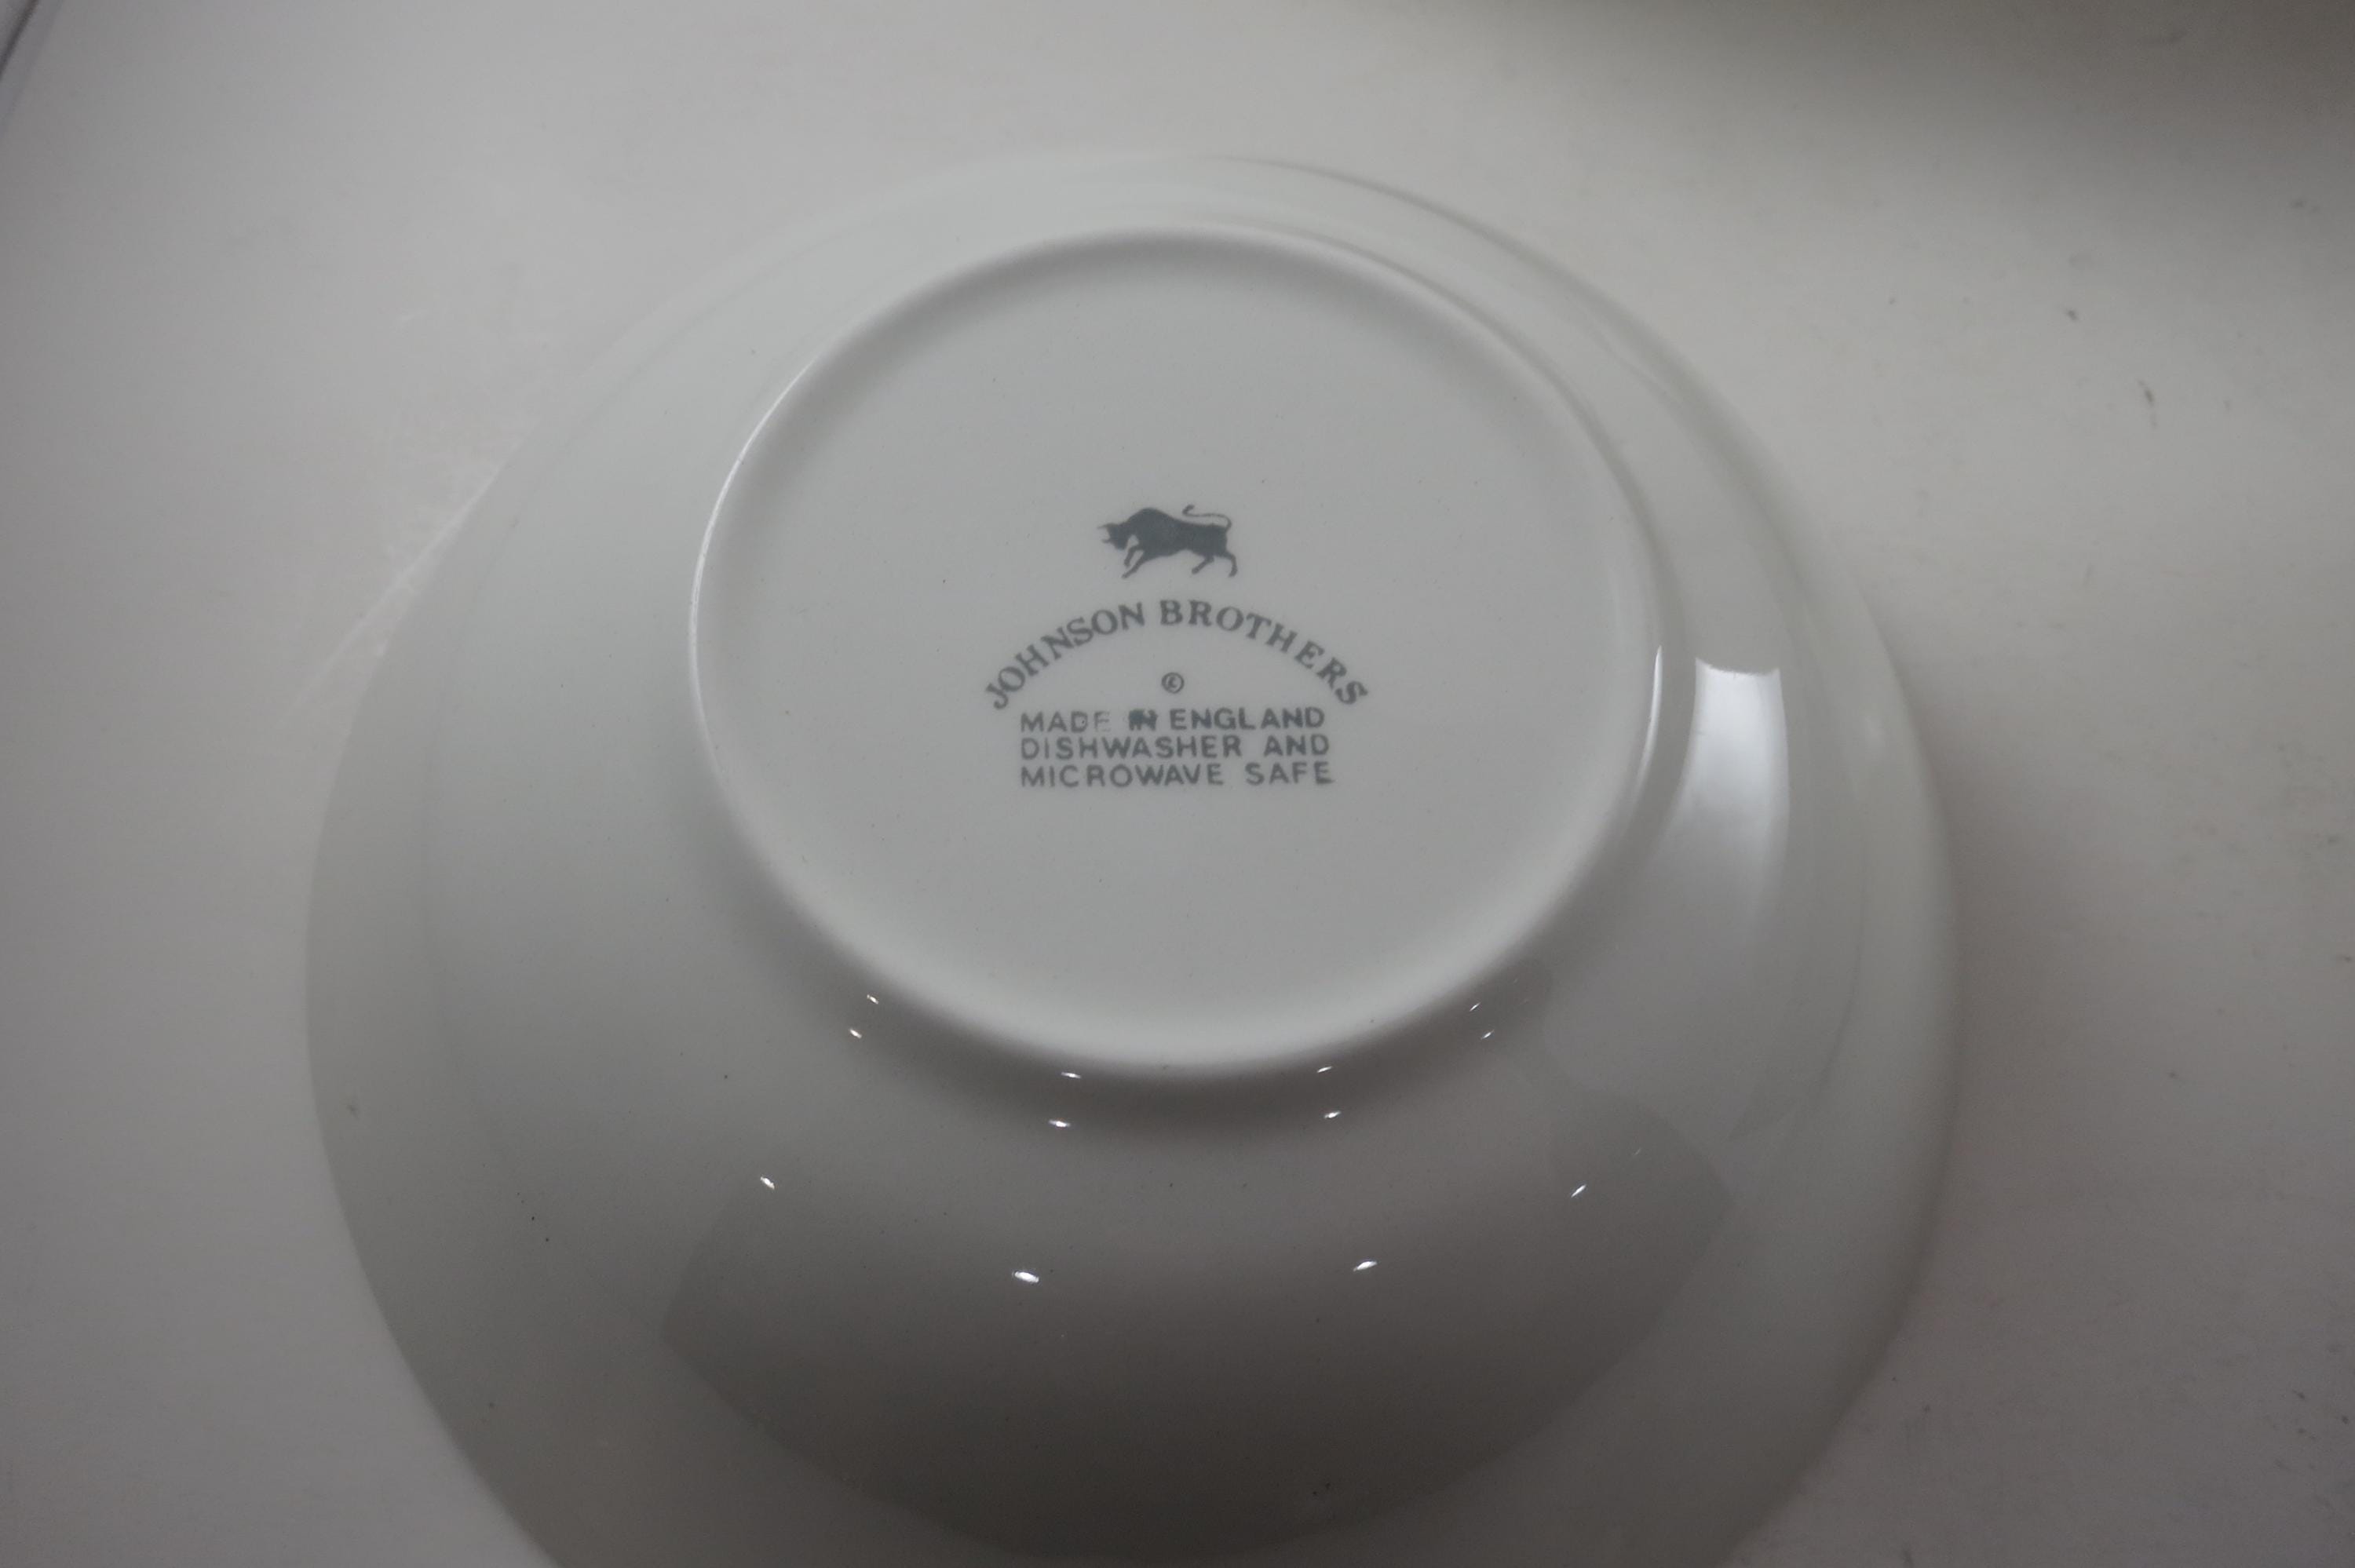 JOHNSON BROTHERS
©
MADE IN ENGLAND
DISHWASHER AND
MICROWAVE SAFE